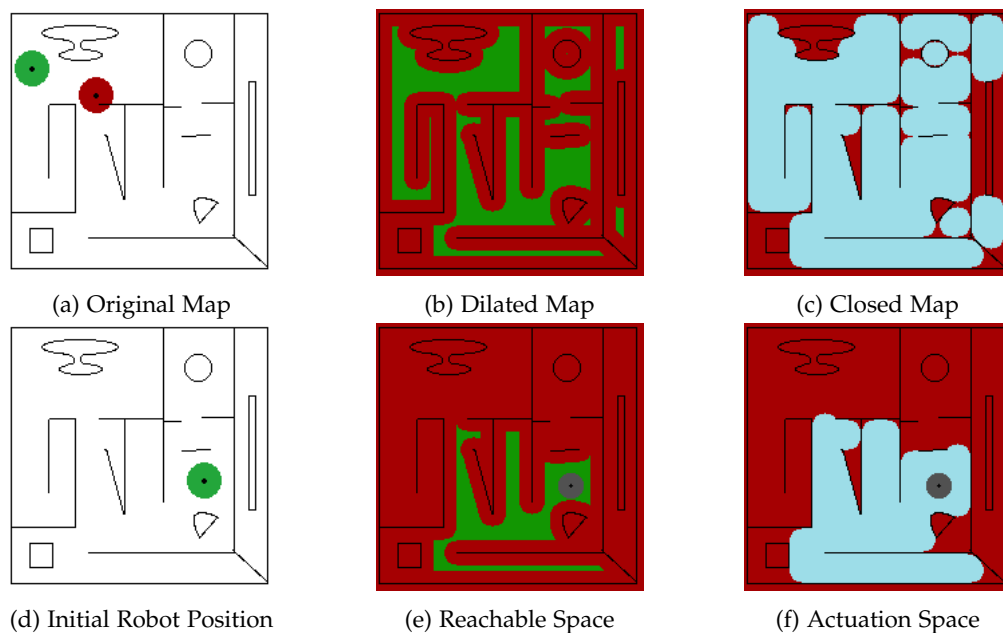 (a) Original Map
(b) Dilated Map
(c) Closed Map
(d) Initial Robot Position
(e) Reachable Space
(f) Actuation Space